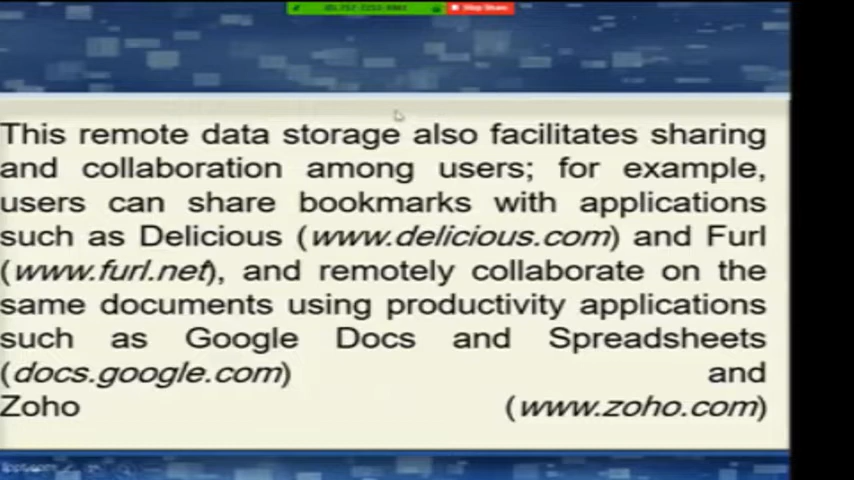 Stop Share
This remote data storage also facilitates sharing
and collaboration among users; for example,
users can share bookmarks with applications
such as Delicious (www.delicious.com) and Furl
(www.furl.net), and remotely collaborate on the
same documents using productivity applications
such as Google Docs and Spreadsheets
(docs.google.com) and
Zoho (www.zoho.com)